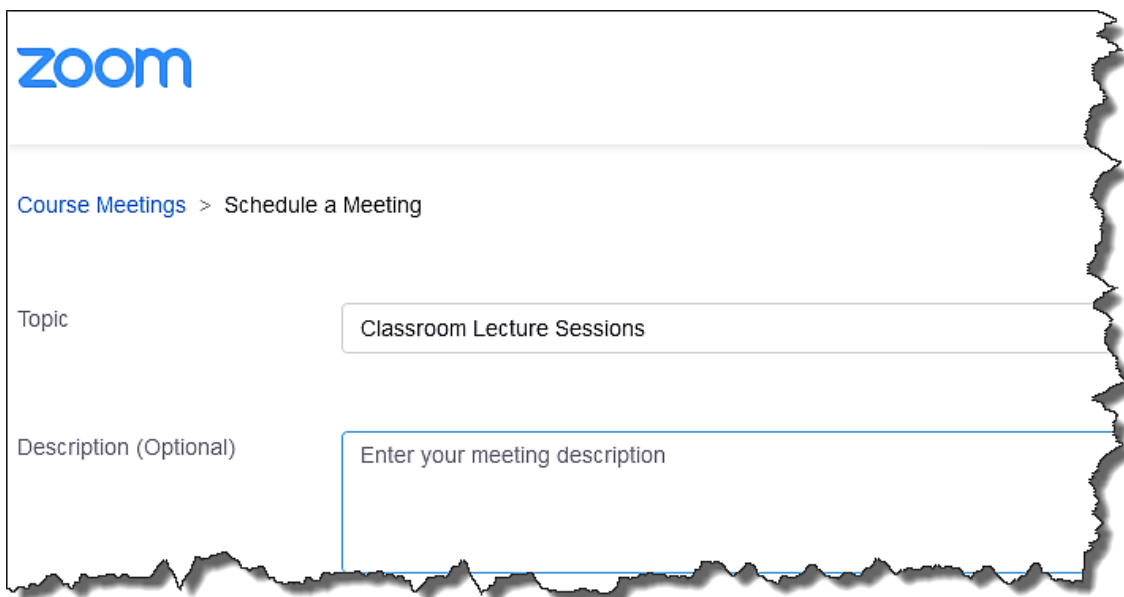 zoom
Course Meetings > Schedule a Meeting
Topic
Classroom Lecture Sessions
Description (Optional)
Enter your meeting description